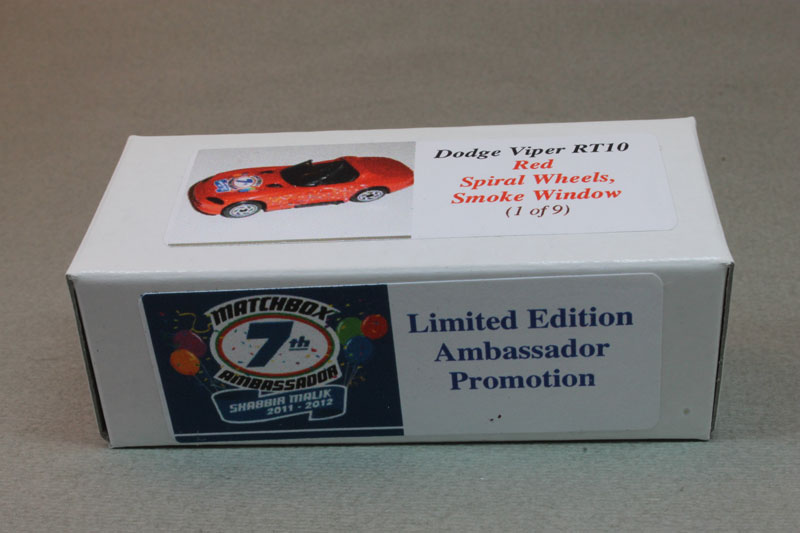 Dodge Viper RT10
Red
Spiral Wheels,
Smoke Window
(1 of 9)
MATCHBOX
7th
AMBASSADOR
SHABBIR MALIK
2011 - 2012
Limited Edition
Ambassador
Promotion